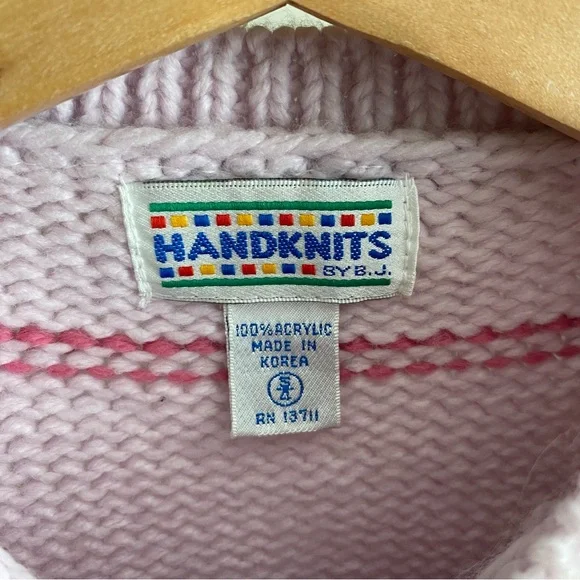 HANDKNITS
BY B.J.
100% ACRYLIC
MADE IN
KOREA
S
RN 13711